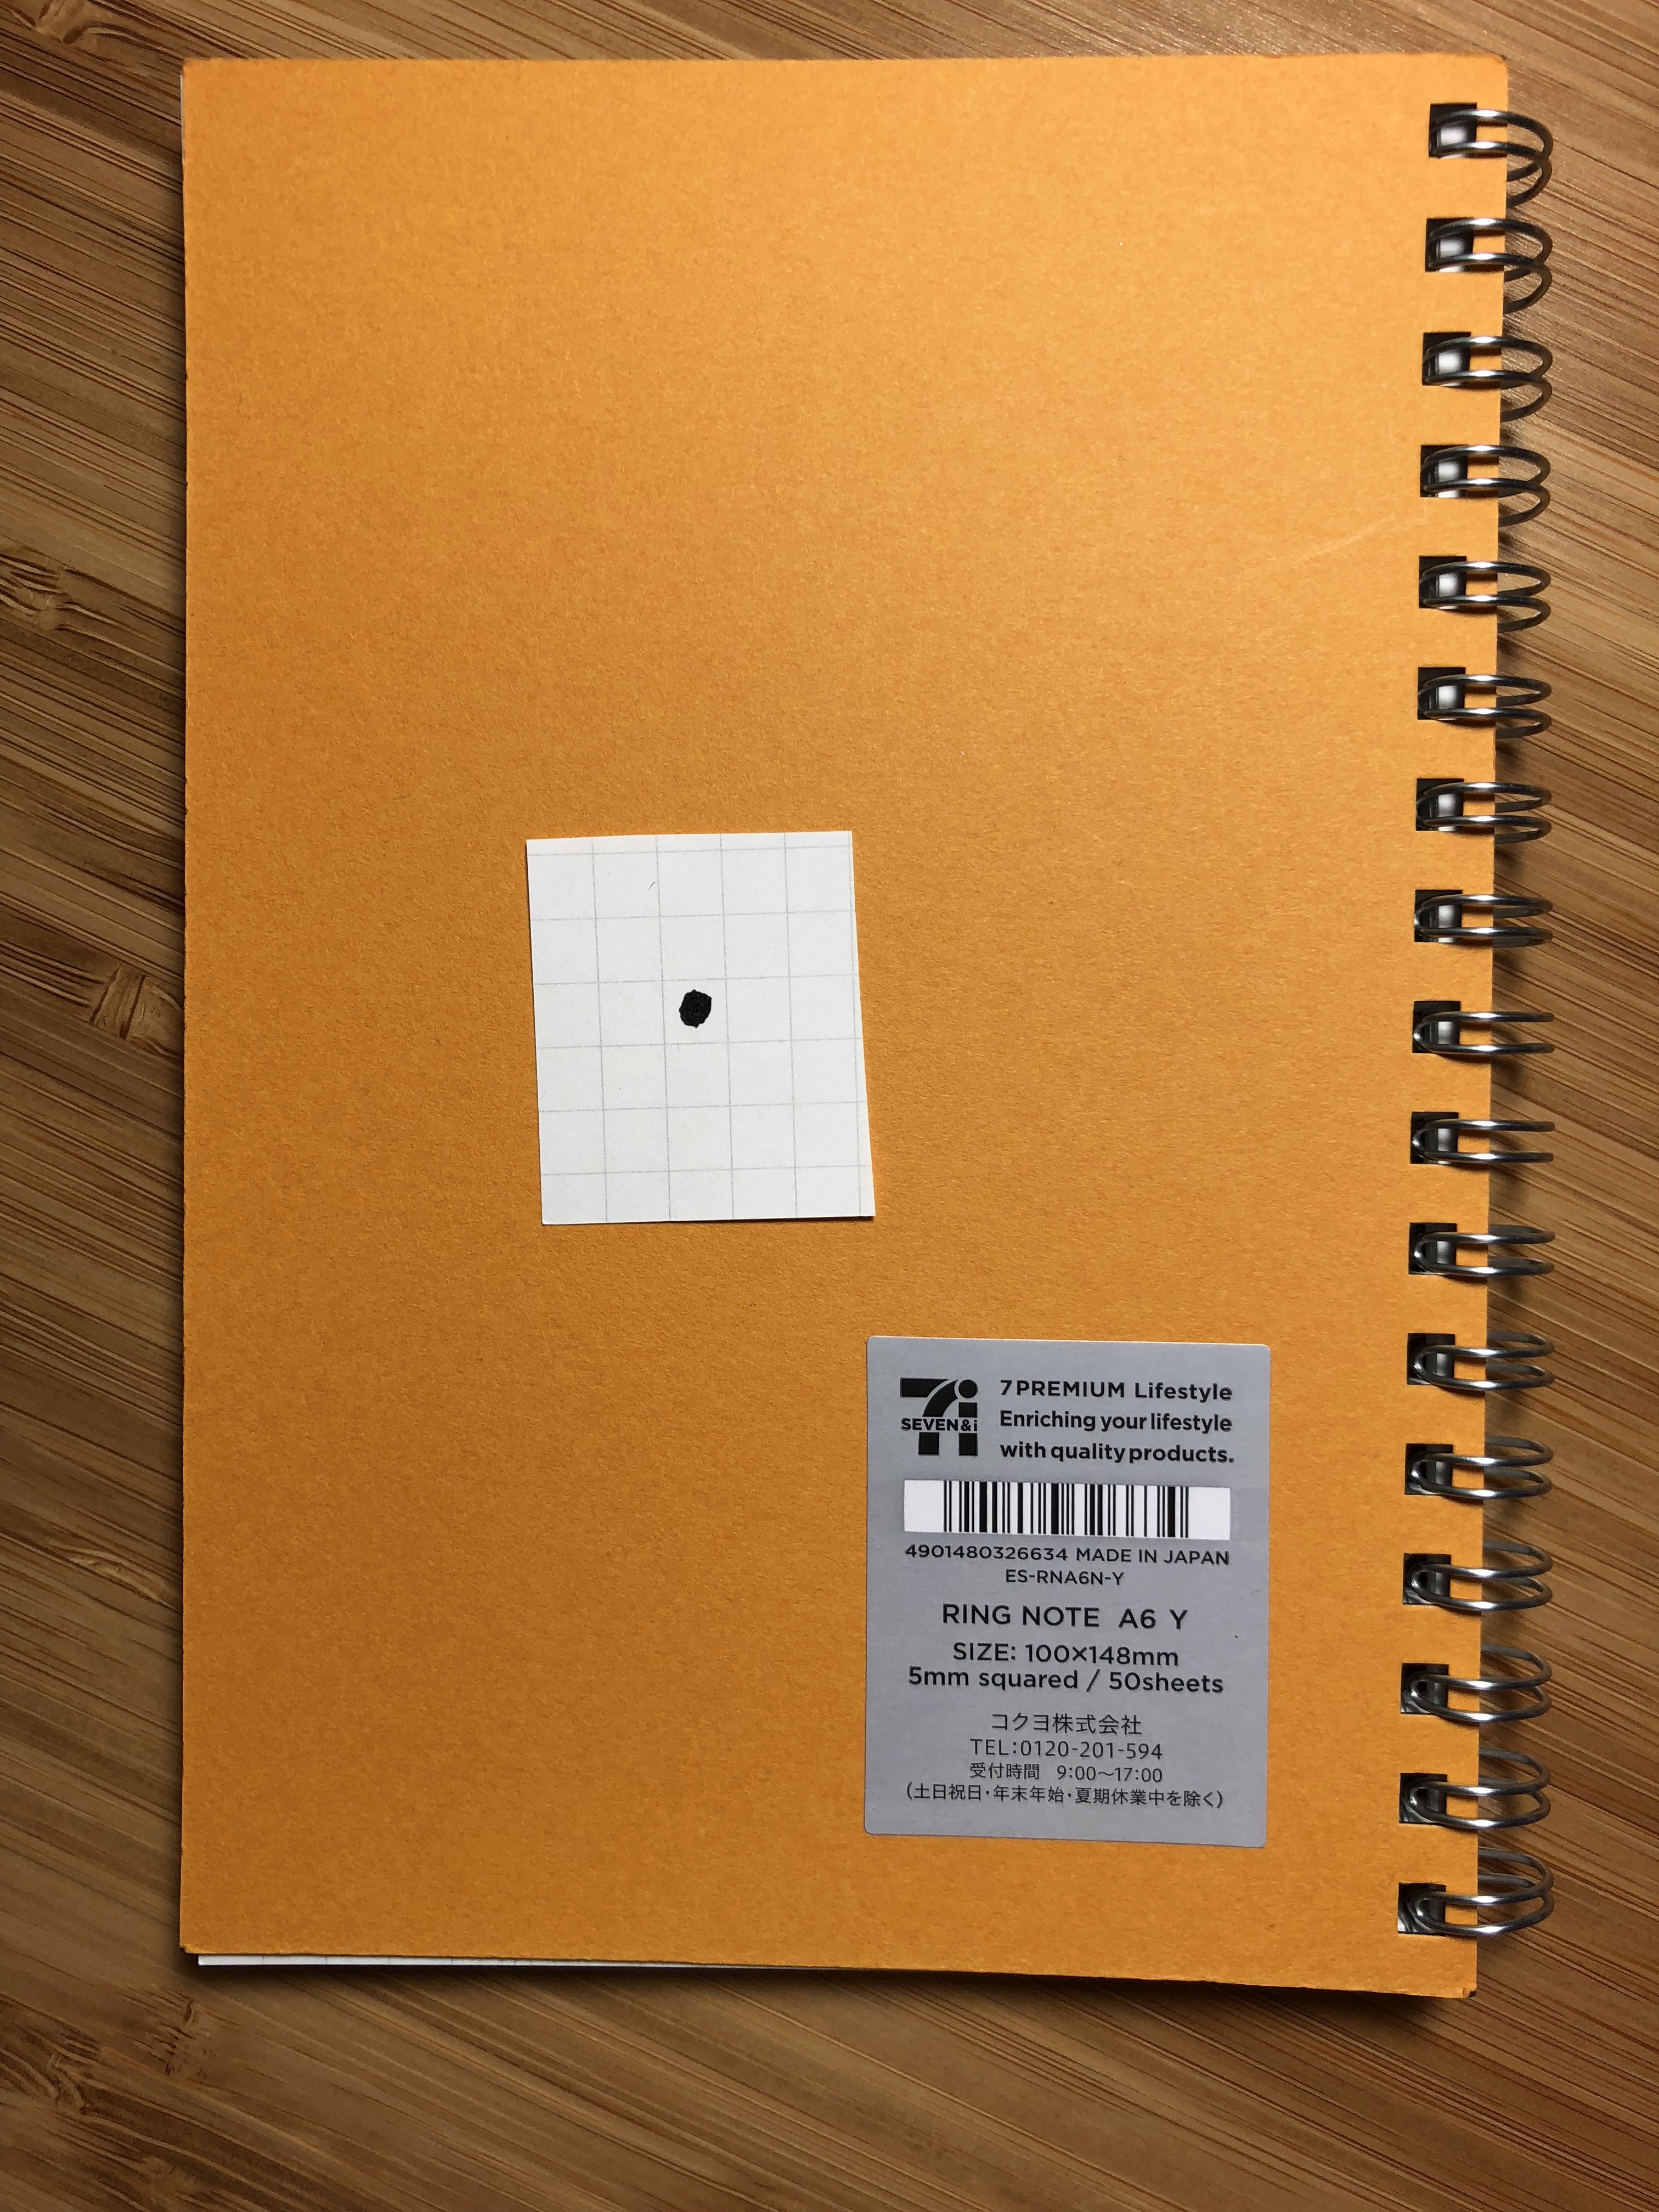 SEVEN&i
7PREMIUM Lifestyle
Enriching your lifestyle
with quality products.
4901480326634 MADE IN JAPAN
ES-RNA6N-Y
RING NOTE A6 Y
SIZE: 100×148mm
5mm squared / 50sheets
コクヨ株式会社
TEL:0120-201-594
受付時間 9:00〜17:00
(土日祝日・年末年始・夏期休業中を除く)